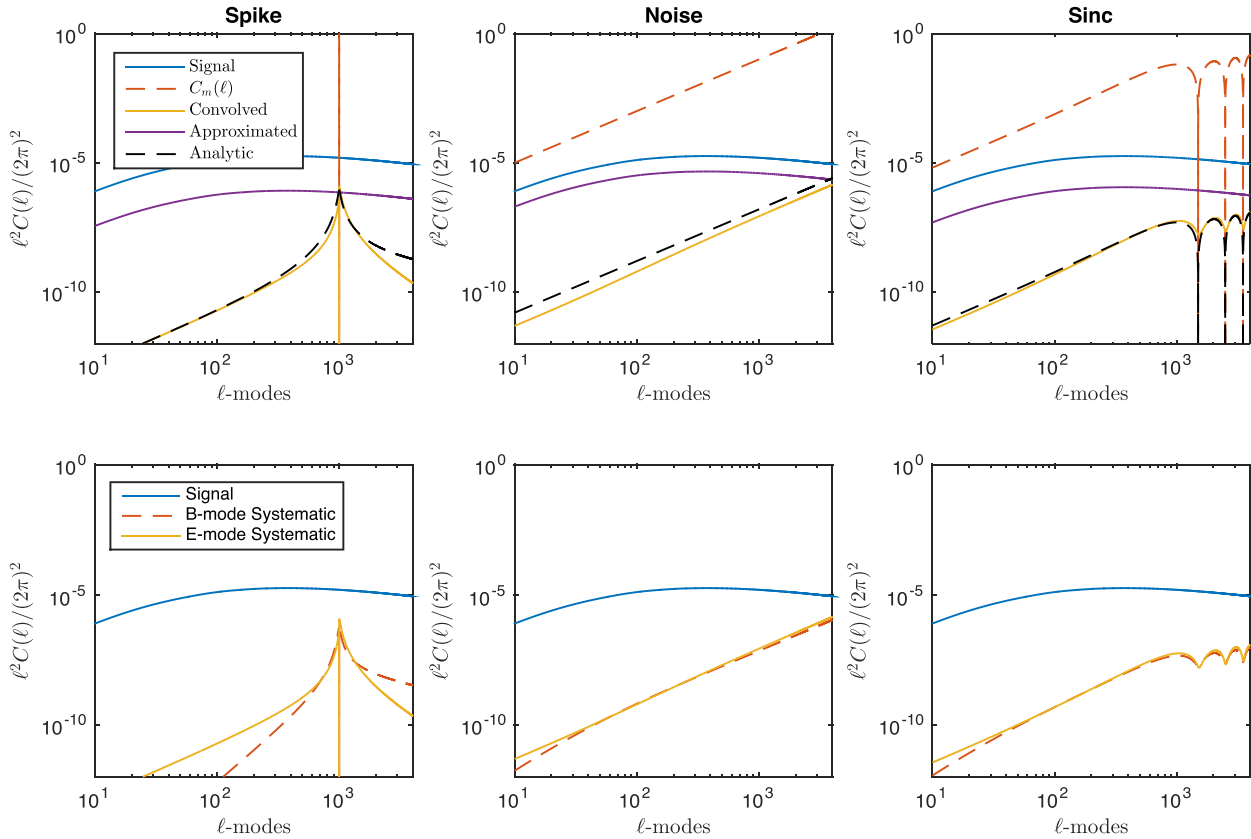 Spike
Noise
Sinc
10^0
10^-5
10^-10
ℓ²C(ℓ)/(2π)²
Signal
C_m(ℓ)
Convolved
Approximated
Analytic
10^1 10^2 10^3
ℓ-modes
10^0
10^-5
10^-10
ℓ²C(ℓ)/(2π)²
10^1 10^2 10^3
ℓ-modes
10^0
10^-5
10^-10
ℓ²C(ℓ)/(2π)²
10^1 10^2 10^3
ℓ-modes
10^0
10^-5
10^-10
ℓ²C(ℓ)/(2π)²
Signal
B-mode Systematic
E-mode Systematic
10^1 10^2 10^3
ℓ-modes
10^0
10^-5
10^-10
ℓ²C(ℓ)/(2π)²
10^1 10^2 10^3
ℓ-modes
10^0
10^-5
10^-10
ℓ²C(ℓ)/(2π)²
10^1 10^2 10^3
ℓ-modes